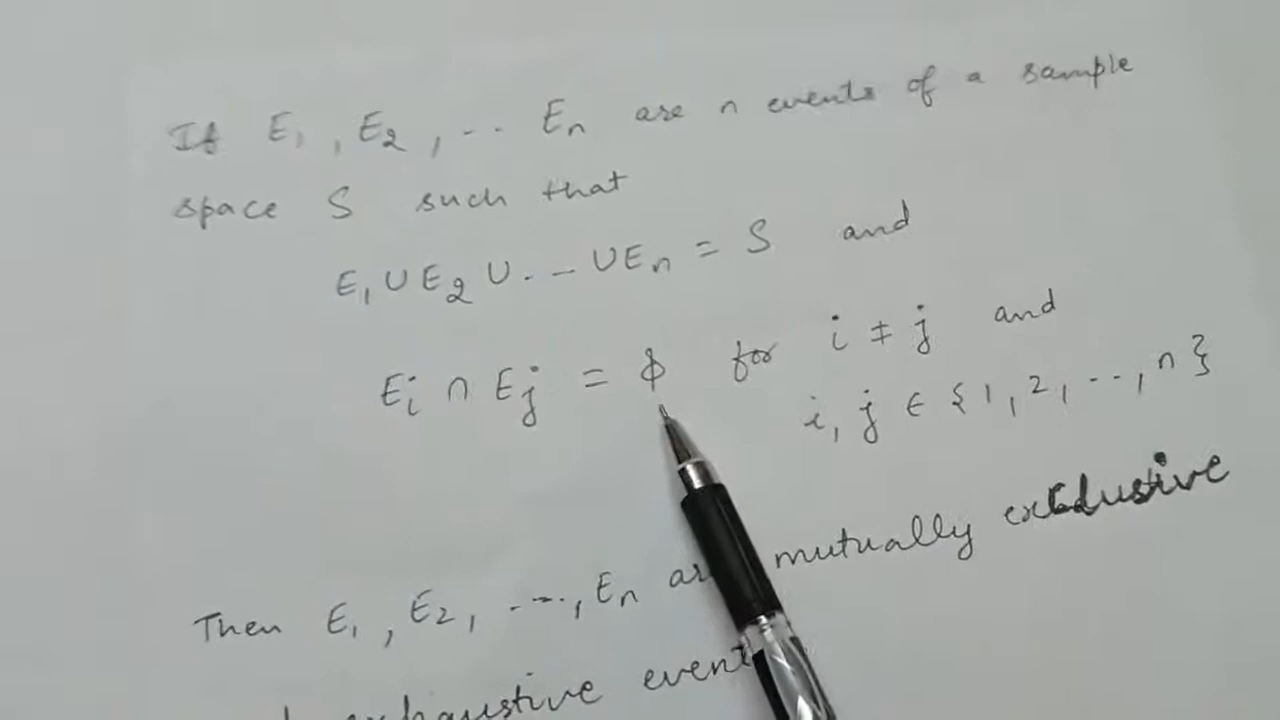 If E₁, E₂, ... Eₙ are n events of a sample
space S such that
E₁ ∪ E₂ ∪ ... ∪ Eₙ = S and
Eᵢ ∩ Eⱼ = ϕ for i ≠ j and
i, j ∈ {1, 2, ..., n}
Then E₁, E₂, ..., Eₙ are mutually exclusive
exhaustive event